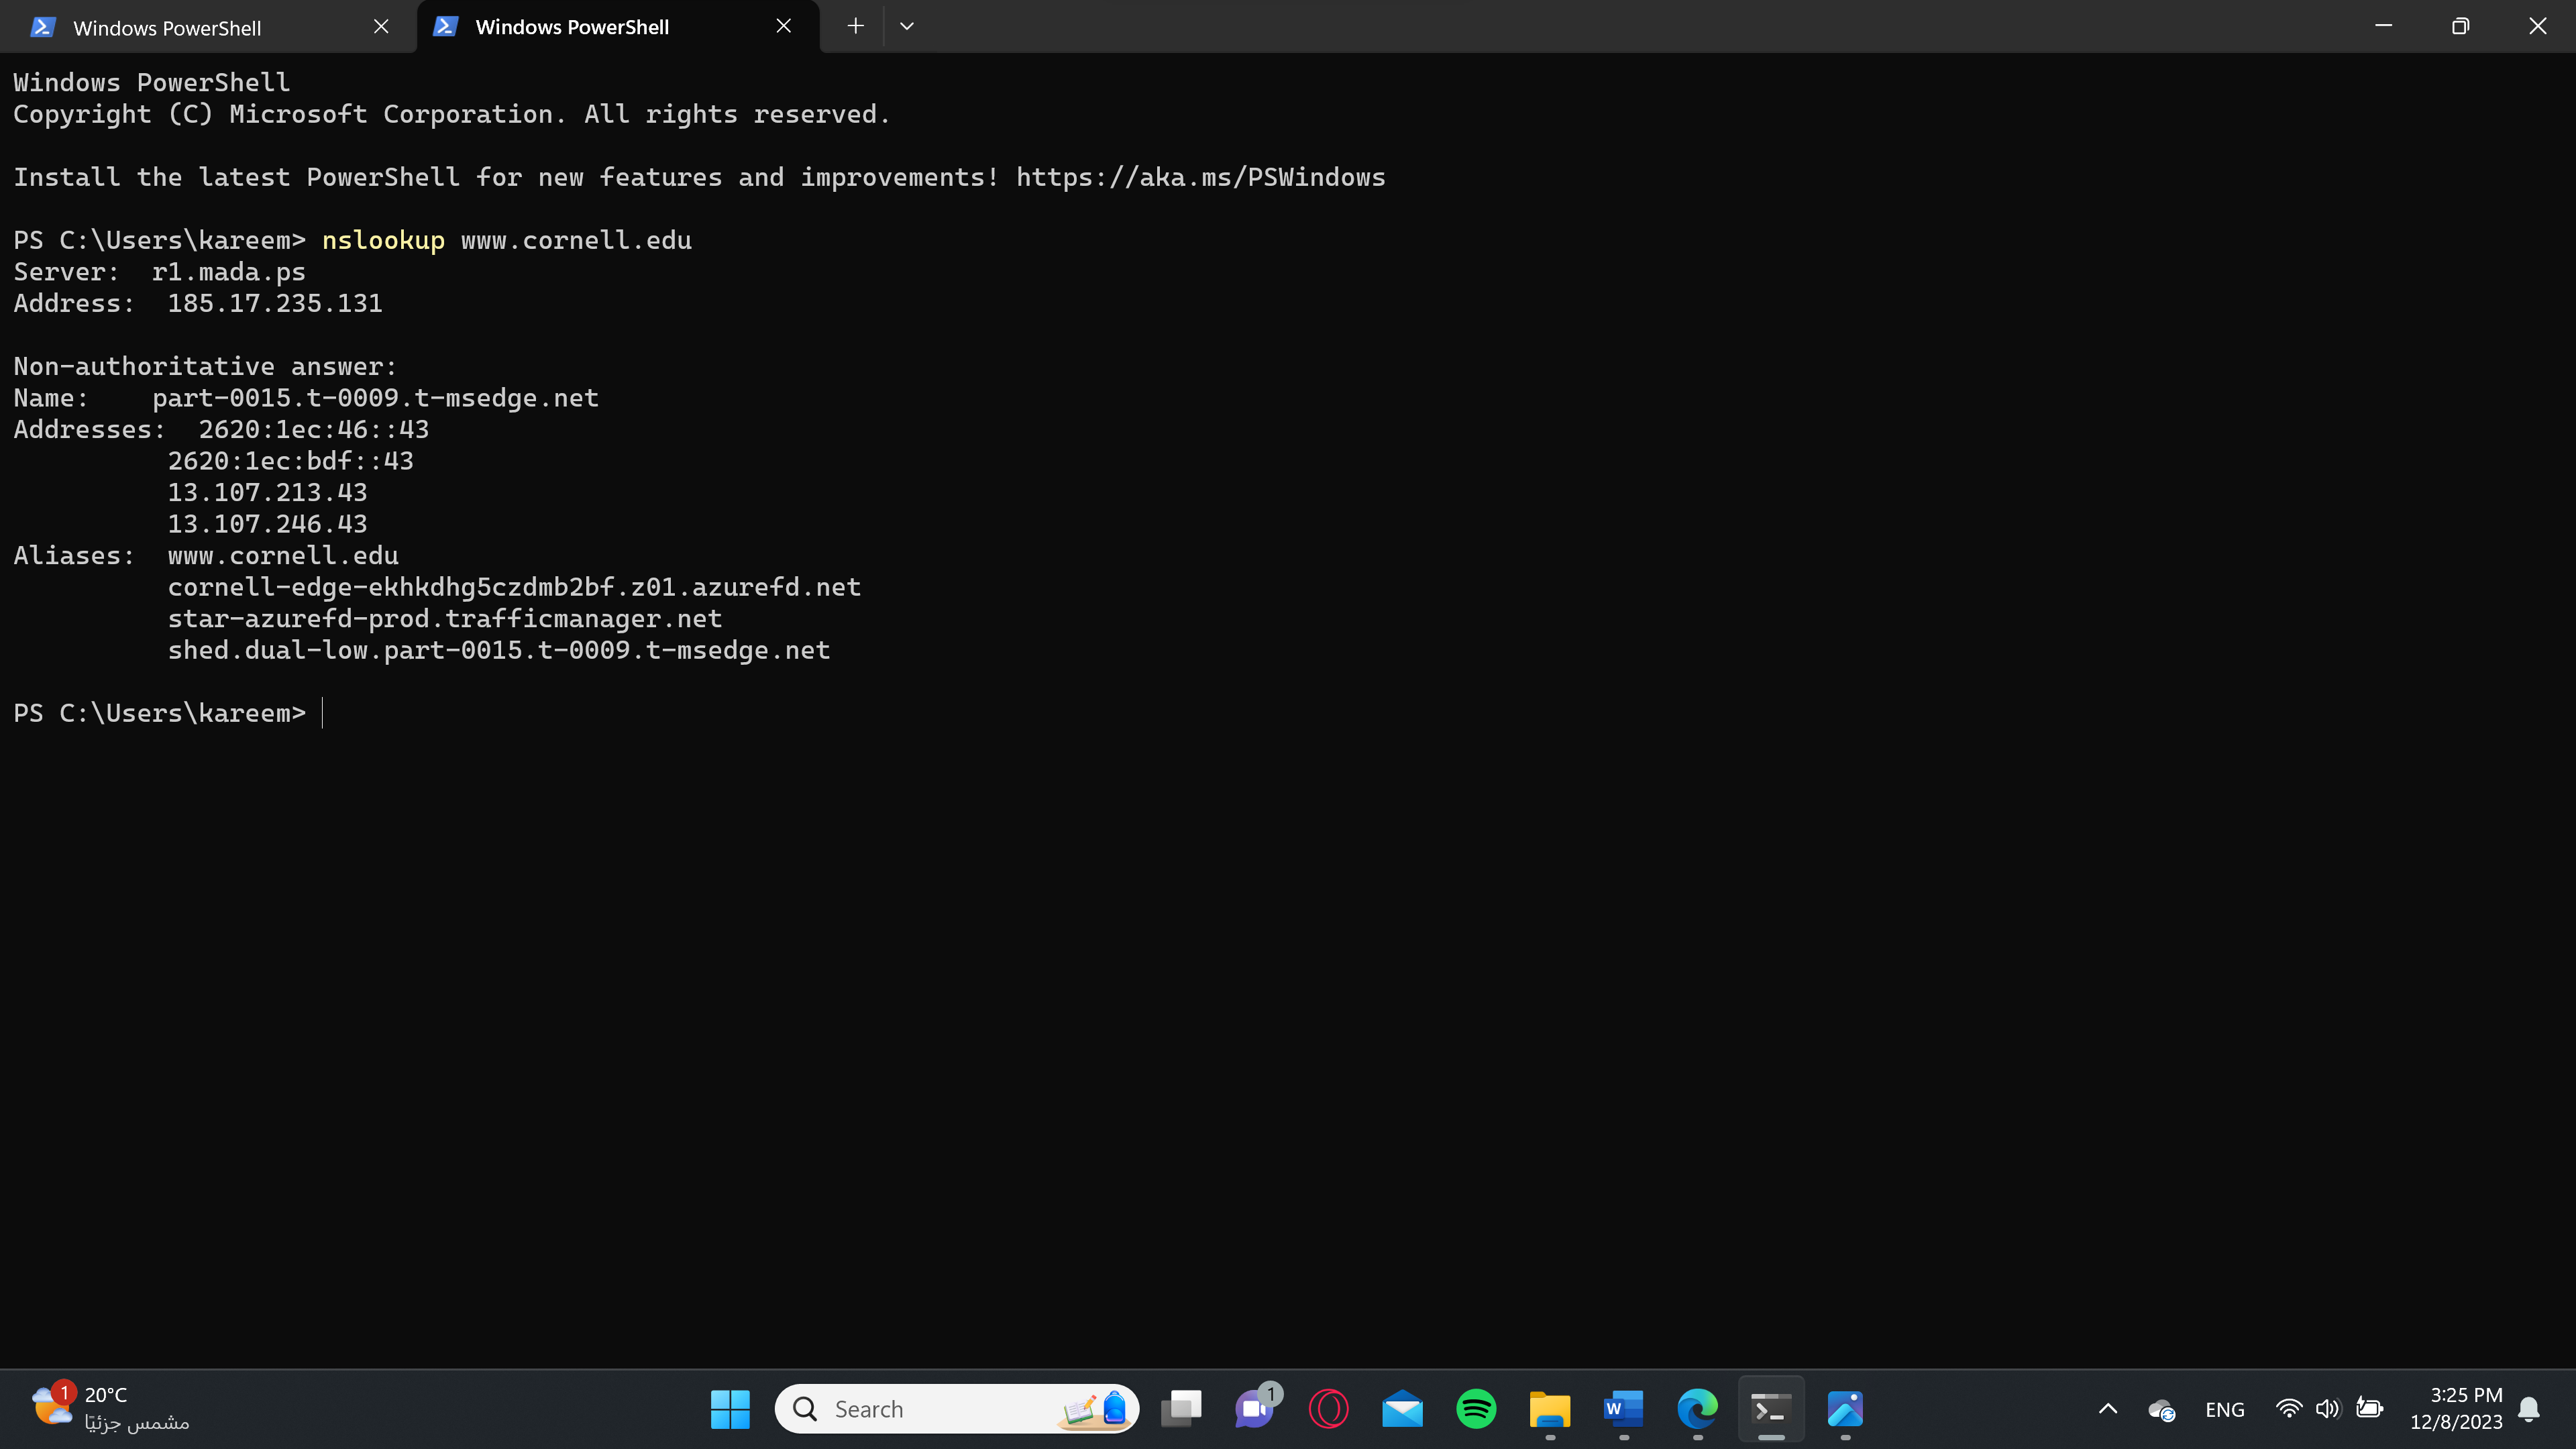 Windows PowerShell
Windows PowerShell
Windows PowerShell
Copyright (C) Microsoft Corporation. All rights reserved.
Install the latest PowerShell for new features and improvements! https://aka.ms/PSWindows
PS C:\Users\kareem> nslookup www.cornell.edu
Server:  r1.mada.ps
Address:  185.17.235.131
Non-authoritative answer:
Name:    part-0015.t-0009.t-msedge.net
Addresses:  2620:1ec:46::43
2620:1ec:bdf::43
13.107.213.43
13.107.246.43
Aliases:  www.cornell.edu
cornell-edge-ekhkdhg5czdmb2bf.z01.azurefd.net
star-azurefd-prod.trafficmanager.net
shed.dual-low.part-0015.t-0009.t-msedge.net
PS C:\Users\kareem>
1
20°C
مشمس جزئيًا
Search
1
W
ENG
3:25 PM
12/8/2023